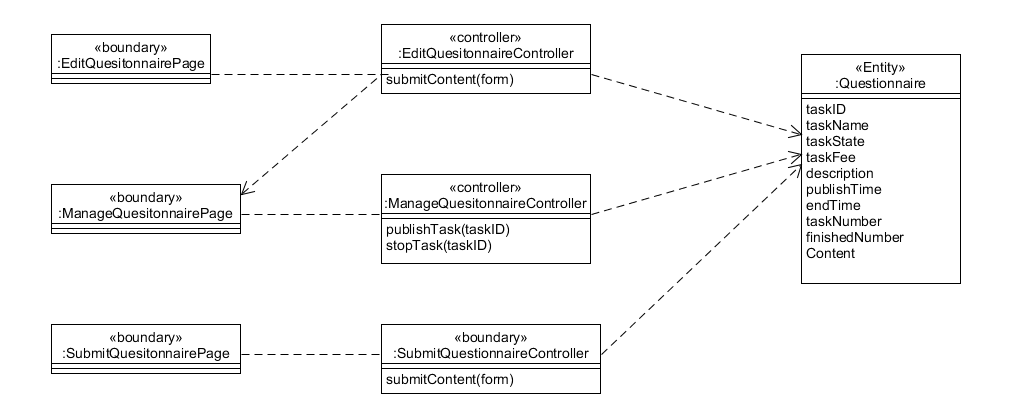 «boundary»
:EditQuesitonnairePage
«controller»
:EditQuesitonnaireController
submitContent(form)
«Entity»
:Questionnaire
taskID
taskName
taskState
taskFee
description
publishTime
endTime
taskNumber
finishedNumber
Content
«boundary»
:ManageQuesitonnairePage
«controller»
:ManageQuesitonnaireController
publishTask(taskID)
stopTask(taskID)
«boundary»
:SubmitQuesitonnairePage
«boundary»
:SubmitQuestionnaireController
submitContent(form)